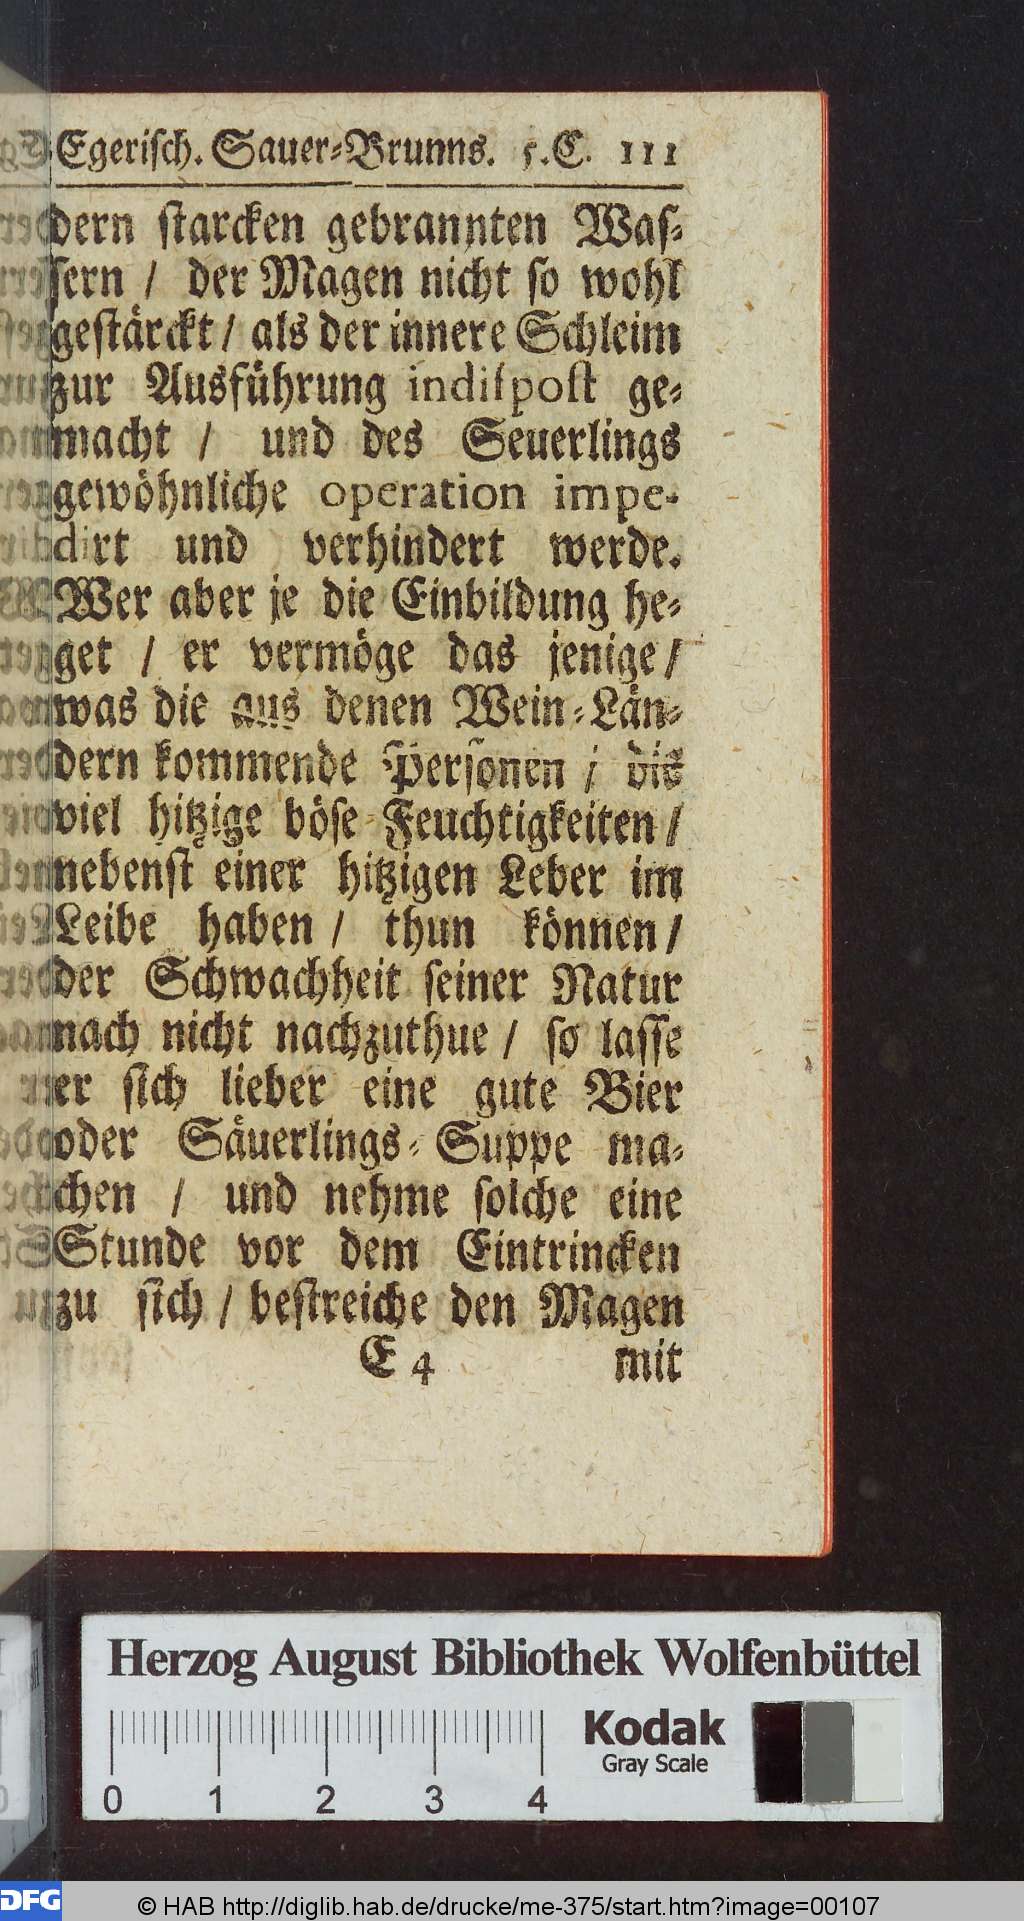 Egeriſch. Sauer-Brunns. 5.C. 111
dern ſtarcken gebrannten Waſ-
ſern / der Magen nicht ſo wohl
geſtärckt / als der innere Schleim
zur Ausführung indiſpoſt ge-
macht / und des Seuerlings
gewöhnliche operation impe-
dirt und verhindert werde.
Wer aber je die Einbildung he-
get / er vermöge das jenige /
was die aus denen Wein-Län-
dern kommende Perſonen / die
viel hitzige böſe Feuchtigkeiten /
nebenſt einer hitzigen Leber im
Leibe haben / thun können /
der Schwachheit ſeiner Natur
nach nicht nachzuthue / ſo laſſe
er ſich lieber eine gute Bier
oder Säuerlings-Suppe ma-
chen / und nehme ſolche eine
Stunde vor dem Eintrincken
zu ſich / beſtreiche den Magen
E 4 mit
Herzog August Bibliothek Wolfenbüttel
Kodak
Gray Scale
0 1 2 3 4
DFG © HAB http://diglib.hab.de/drucke/me-375/start.htm?image=00107